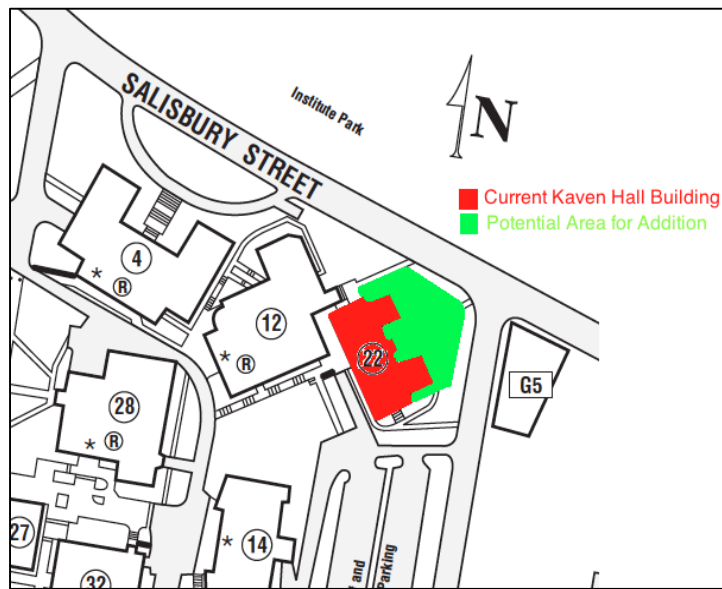 SALISBURY STREET
Institute Park
N
Current Kaven Hall Building
Potential Area for Addition
4
* R
12
* R
22
G5
28
* R
27
* 14
32
and
Parking